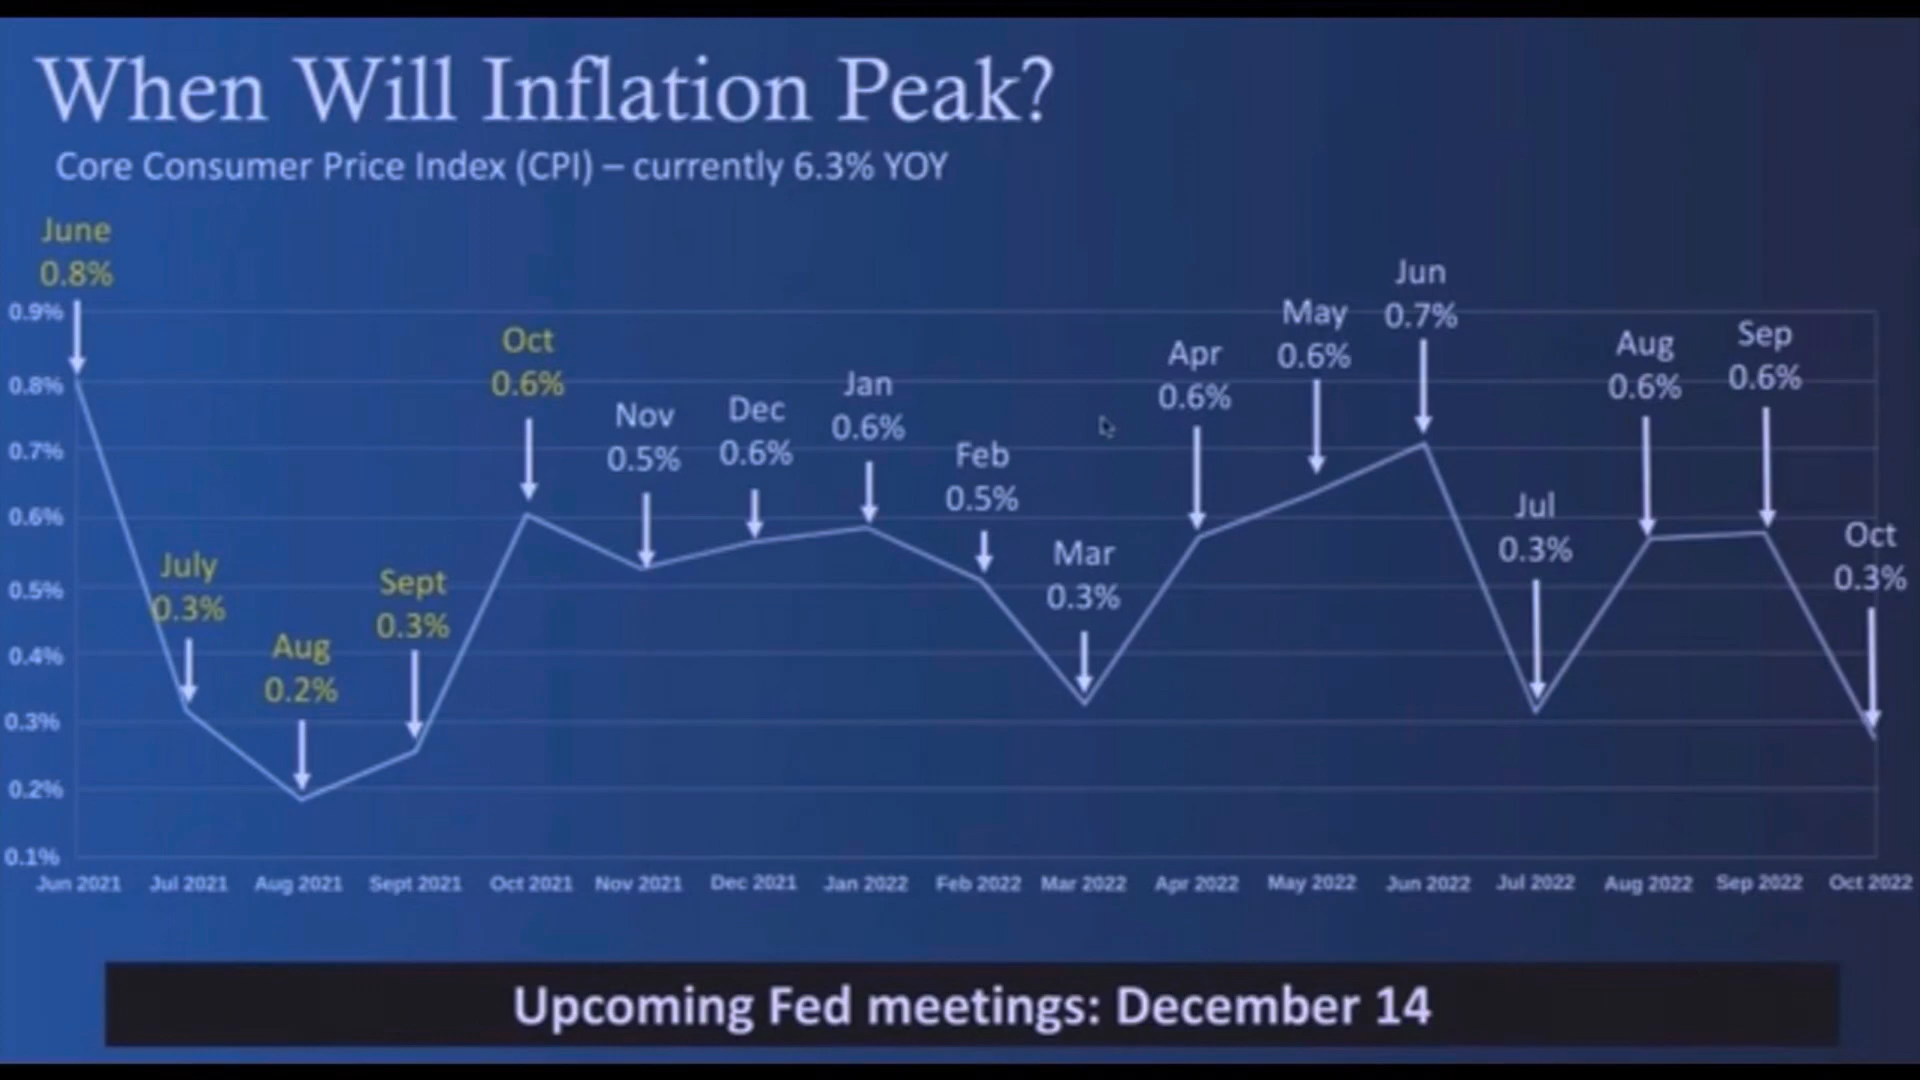 When Will Inflation Peak?
Core Consumer Price Index (CPI) – currently 6.3% YOY
June
0.8%
July
0.3%
Aug
0.2%
Sept
0.3%
Oct
0.6%
Nov
0.5%
Dec
0.6%
Jan
0.6%
Feb
0.5%
Mar
0.3%
Apr
0.6%
May
0.6%
Jun
0.7%
Jul
0.3%
Aug
0.6%
Sep
0.6%
Oct
0.3%
0.9%
0.8%
0.7%
0.6%
0.5%
0.4%
0.3%
0.2%
0.1%
Jun 2021 Jul 2021 Aug 2021 Sept 2021 Oct 2021 Nov 2021 Dec 2021 Jan 2022 Feb 2022 Mar 2022 Apr 2022 May 2022 Jun 2022 Jul 2022 Aug 2022 Sep 2022 Oct 2022
Upcoming Fed meetings: December 14